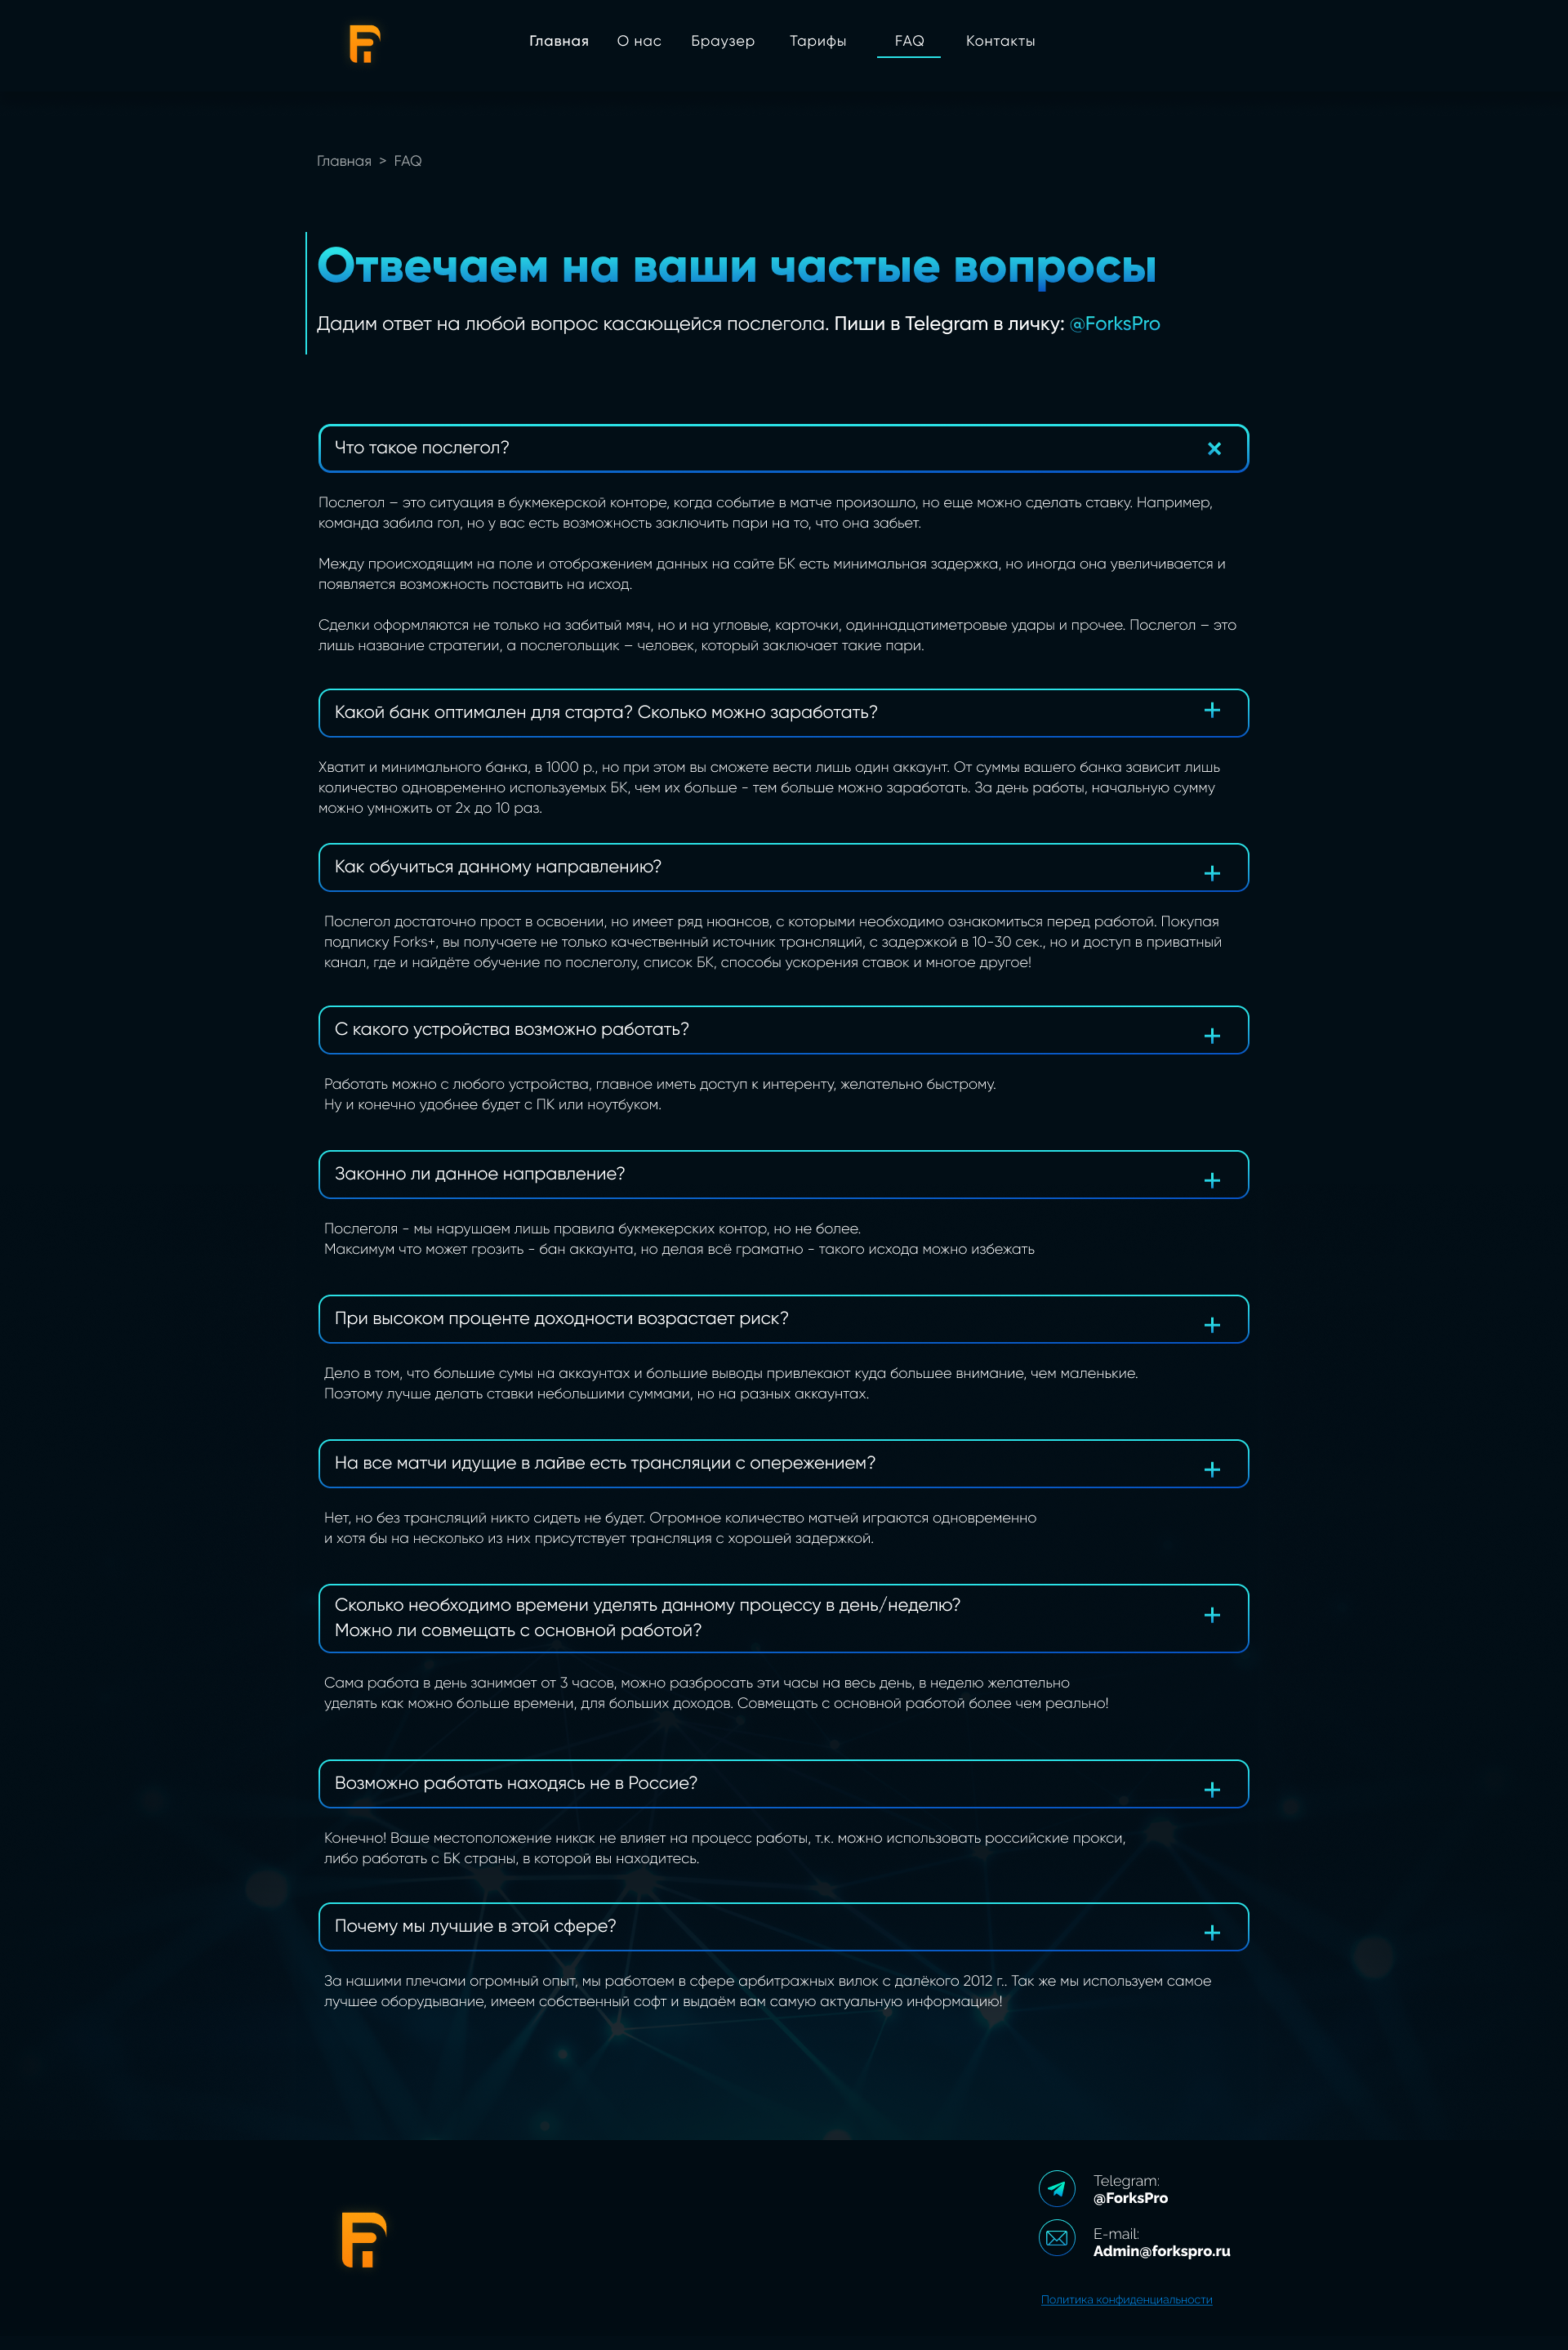 Главная О нас Браузер Тарифы FAQ Контакты
Главная > FAQ
Отвечаем на ваши частые вопросы
Дадим ответ на любой вопрос касающейся послегола. Пиши в Telegram в личку: @ForksPro
Что такое послегол?
Послегол – это ситуация в букмекерской конторе, когда событие в матче произошло, но еще можно сделать ставку. Например,
команда забила гол, но у вас есть возможность заключить пари на то, что она забьет.
Между происходящим на поле и отображением данных на сайте БК есть минимальная задержка, но иногда она увеличивается и
появляется возможность поставить на исход.
Сделки оформляются не только на забитый мяч, но и на угловые, карточки, одиннадцатиметровые удары и прочее. Послегол – это
лишь название стратегии, а послегольщик – человек, который заключает такие пари.
Какой банк оптимален для старта? Сколько можно заработать?
Хватит и минимального банка, в 1000 р., но при этом вы сможете вести лишь один аккаунт. От суммы вашего банка зависит лишь
количество одновременно используемых БК, чем их больше - тем больше можно заработать. За день работы, начальную сумму
можно умножить от 2х до 10 раз.
Как обучиться данному направлению?
Послегол достаточно прост в освоении, но имеет ряд нюансов, с которыми необходимо ознакомиться перед работой. Покупая
подписку Forks+, вы получаете не только качественный источник трансляций, с задержкой в 10-30 сек., но и доступ в приватный
канал, где и найдёте обучение по послеголу, список БК, способы ускорения ставок и многое другое!
С какого устройства возможно работать?
Работать можно с любого устройства, главное иметь доступ к интеренту, желательно быстрому.
Ну и конечно удобнее будет с ПК или ноутбуком.
Законно ли данное направление?
Послеголя - мы нарушаем лишь правила букмекерских контор, но не более.
Максимум что может грозить - бан аккаунта, но делая всё граматно - такого исхода можно избежать
При высоком проценте доходности возрастает риск?
Дело в том, что большие сумы на аккаунтах и большие выводы привлекают куда большее внимание, чем маленькие.
Поэтому лучше делать ставки небольшими суммами, но на разных аккаунтах.
На все матчи идущие в лайве есть трансляции с опережением?
Нет, но без трансляций никто сидеть не будет. Огромное количество матчей играются одновременно
и хотя бы на несколько из них присутствует трансляция с хорошей задержкой.
Сколько необходимо времени уделять данному процессу в день/неделю?
Можно ли совмещать с основной работой?
Сама работа в день занимает от 3 часов, можно разбросать эти часы на весь день, в неделю желательно
уделять как можно больше времени, для больших доходов. Совмещать с основной работой более чем реально!
Возможно работать находясь не в Россие?
Конечно! Ваше местоположение никак не влияет на процесс работы, т.к. можно использовать российские прокси,
либо работать с БК страны, в которой вы находитесь.
Почему мы лучшие в этой сфере?
За нашими плечами огромный опыт, мы работаем в сфере арбитражных вилок с далёкого 2012 г.. Так же мы используем самое
лучшее оборудывание, имеем собственный софт и выдаём вам самую актуальную информацию!
Telegram:
@ForksPro
E-mail:
Admin@forkspro.ru
Политика конфиденциальности